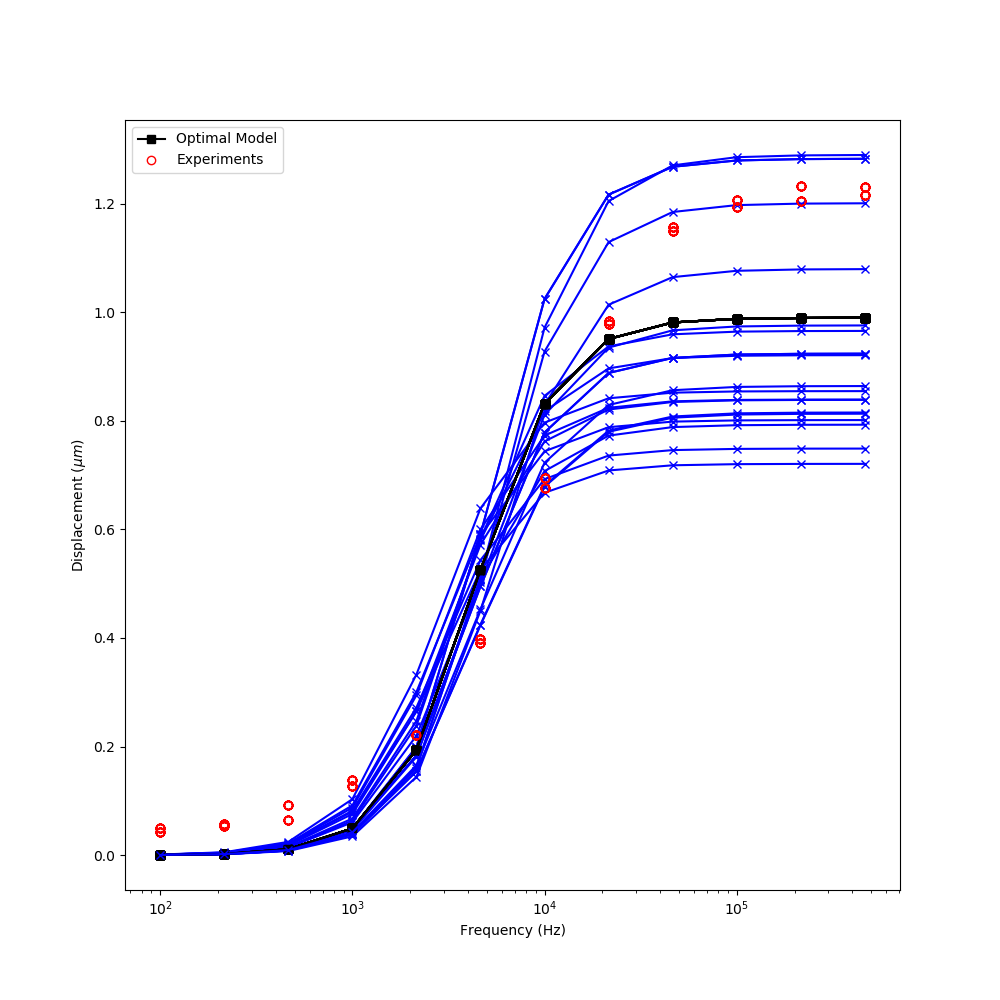 Optimal Model
Experiments
Displacement (μm)
1.2
1.0
0.8
0.6
0.4
0.2
0.0
10² 10³ 10⁴ 10⁵
Frequency (Hz)